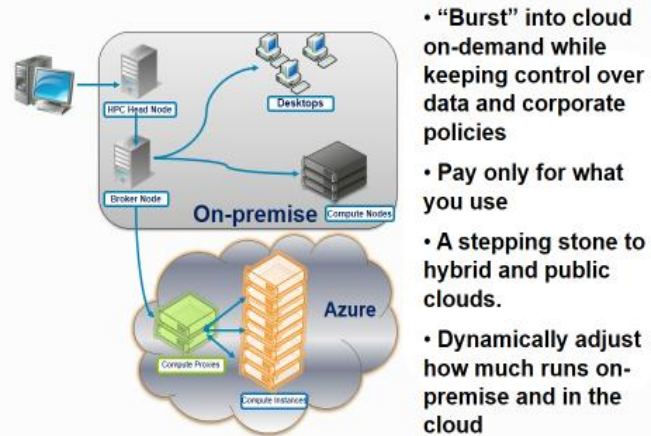 HPC Head Node
Desktops
Broker Node
On-premise
Compute Nodes
Azure
Compute Proxies
Compute Instances
• “Burst” into cloud
on-demand while
keeping control over
data and corporate
policies
• Pay only for what
you use
• A stepping stone to
hybrid and public
clouds.
• Dynamically adjust
how much runs on-
premise and in the
cloud